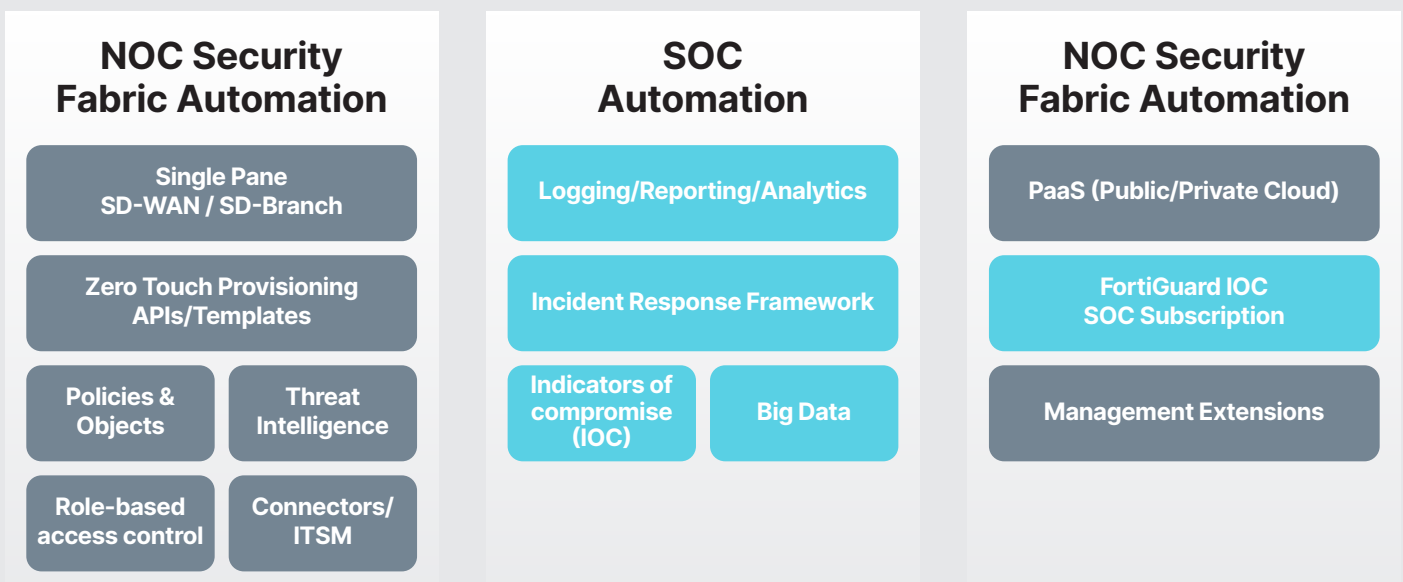 NOC Security
Fabric Automation
Single Pane
SD-WAN / SD-Branch
Zero Touch Provisioning
APIs/Templates
Policies &
Objects
Threat
Intelligence
Role-based
access control
Connectors/
ITSM
SOC
Automation
Logging/Reporting/Analytics
Incident Response Framework
Indicators of
compromise
(IOC)
Big Data
NOC Security
Fabric Automation
PaaS (Public/Private Cloud)
FortiGuard IOC
SOC Subscription
Management Extensions